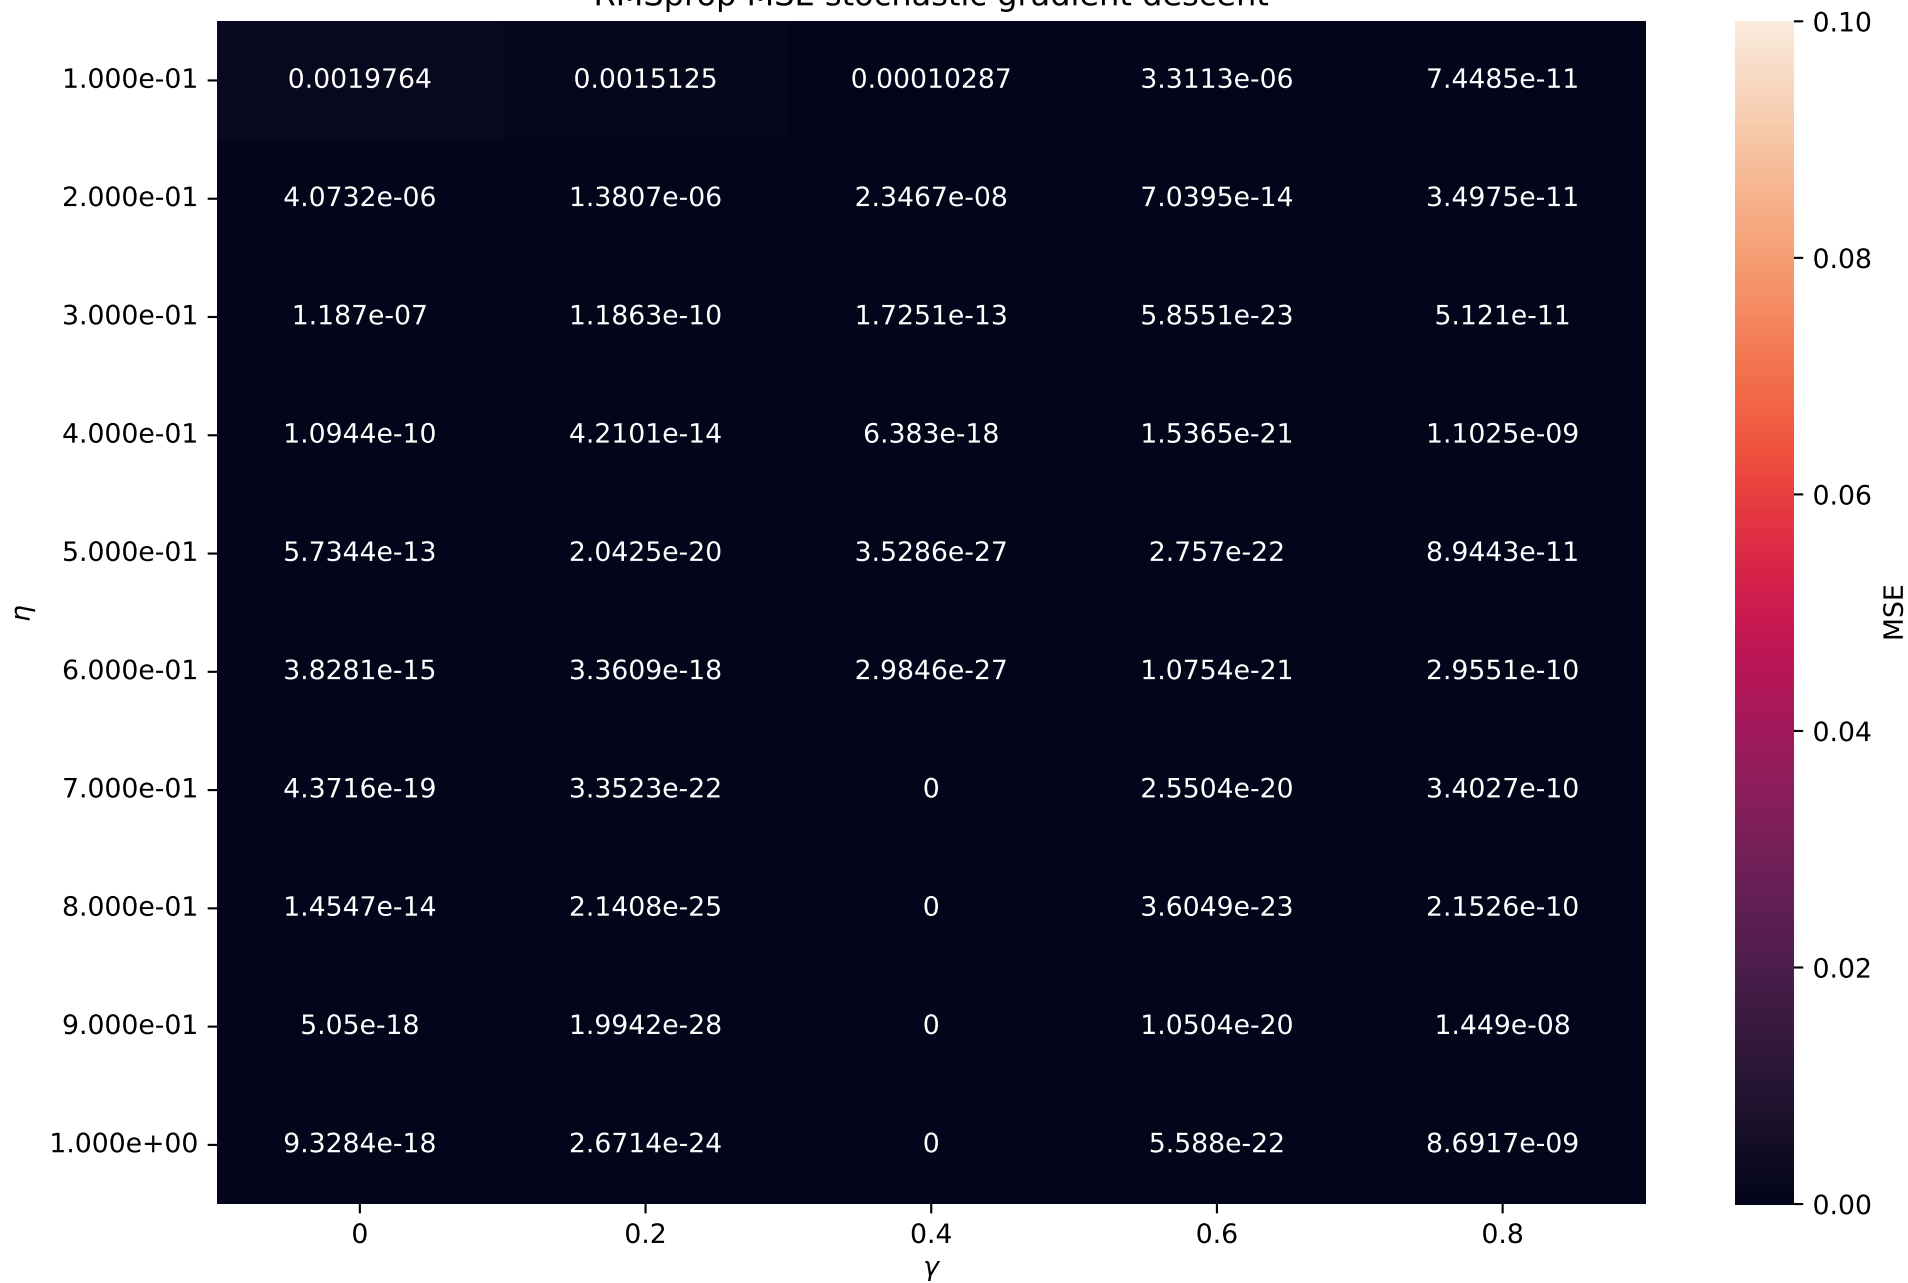 RMSprop MSE stochastic gradient descent
1.000e-01 0.0019764 0.0015125 0.00010287 3.3113e-06 7.4485e-11
2.000e-01 4.0732e-06 1.3807e-06 2.3467e-08 7.0395e-14 3.4975e-11
3.000e-01 1.187e-07 1.1863e-10 1.7251e-13 5.8551e-23 5.121e-11
4.000e-01 1.0944e-10 4.2101e-14 6.383e-18 1.5365e-21 1.1025e-09
5.000e-01 5.7344e-13 2.0425e-20 3.5286e-27 2.757e-22 8.9443e-11
6.000e-01 3.8281e-15 3.3609e-18 2.9846e-27 1.0754e-21 2.9551e-10
7.000e-01 4.3716e-19 3.3523e-22 0 2.5504e-20 3.4027e-10
8.000e-01 1.4547e-14 2.1408e-25 0 3.6049e-23 2.1526e-10
9.000e-01 5.05e-18 1.9942e-28 0 1.0504e-20 1.449e-08
1.000e+00 9.3284e-18 2.6714e-24 0 5.588e-22 8.6917e-09
0 0.2 0.4 0.6 0.8
γ
η
0.10
0.08
0.06
0.04
0.02
0.00
MSE